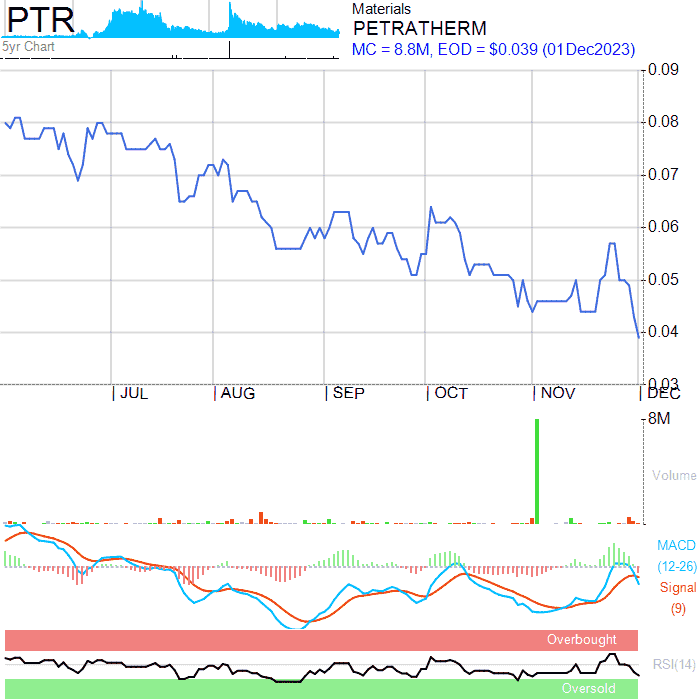 PTR
5yr Chart
Materials
PETRATHERM
MC = 8.8M, EOD = $0.039 (01Dec2023)
0.09
0.08
0.07
0.06
0.05
0.04
0.03
JUL AUG SEP OCT NOV DEC
8M
Volume
MACD
(12-26)
Signal
(9)
Overbought
RSI(14)
Oversold